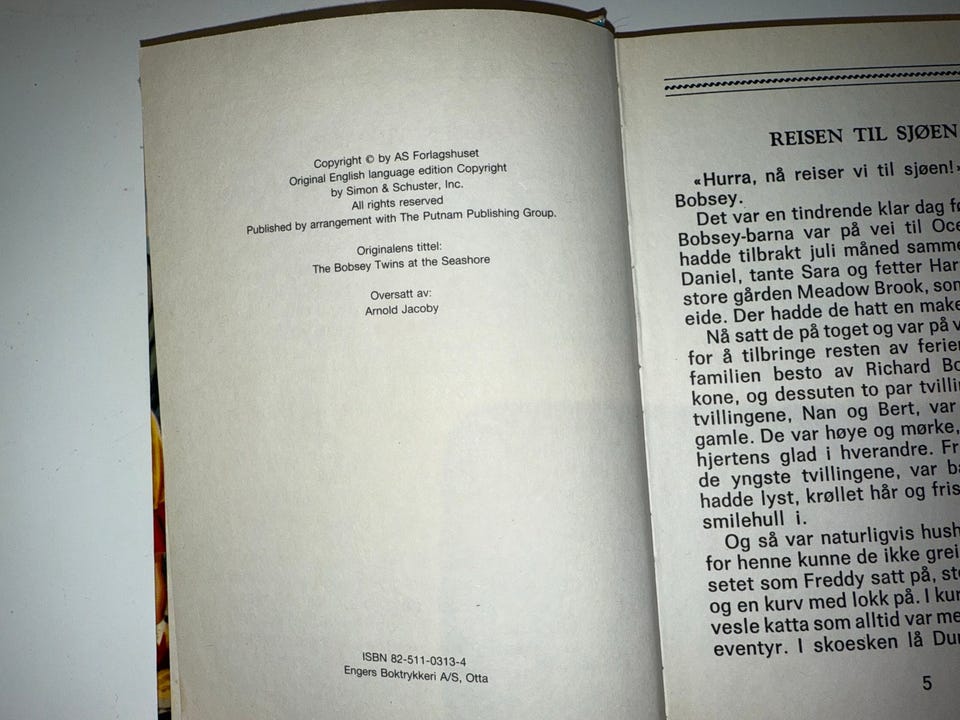 Copyright © by AS Forlagshuset
Original English language edition Copyright
by Simon & Schuster, Inc.
All rights reserved
Published by arrangement with The Putnam Publishing Group.
Originalens tittel:
The Bobsey Twins at the Seashore
Oversatt av:
Arnold Jacoby
ISBN 82-511-0313-4
Engers Boktrykkeri A/S, Otta
REISEN TIL SJØEN
«Hurra, nå reiser vi til sjøen!»
Bobsey.
Det var en tindrende klar dag
Bobsey-barna var på vei til
hadde tilbrakt juli måned
Daniel, tante Sara og fetter
store gården Meadow Brook,
eide. Der hadde de hatt en
Nå satt de på toget og var på
for å tilbringe resten av
familien besto av Richard
kone, og dessuten to par
tvillingene, Nan og Bert, var
gamle. De var høye og mørke,
hjertens glad i hverandre.
de yngste tvillingene, var
hadde lyst, krøllet hår og
smilehull i.
Og så var naturligvis
for henne kunne de ikke
setet som Freddy satt på,
og en kurv med lokk på. I
vesle katta som alltid var
eventyr. I skoesken lå
5